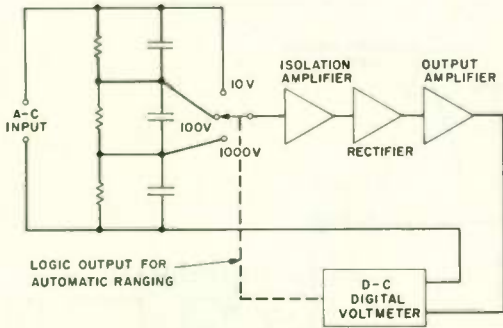 ISOLATION
AMPLIFIER
OUTPUT
AMPLIFIER
10V
A-C
INPUT
100V
1000V
RECTIFIER
LOGIC OUTPUT FOR
AUTOMATIC RANGING
D-C
DIGITAL
VOLTMETER